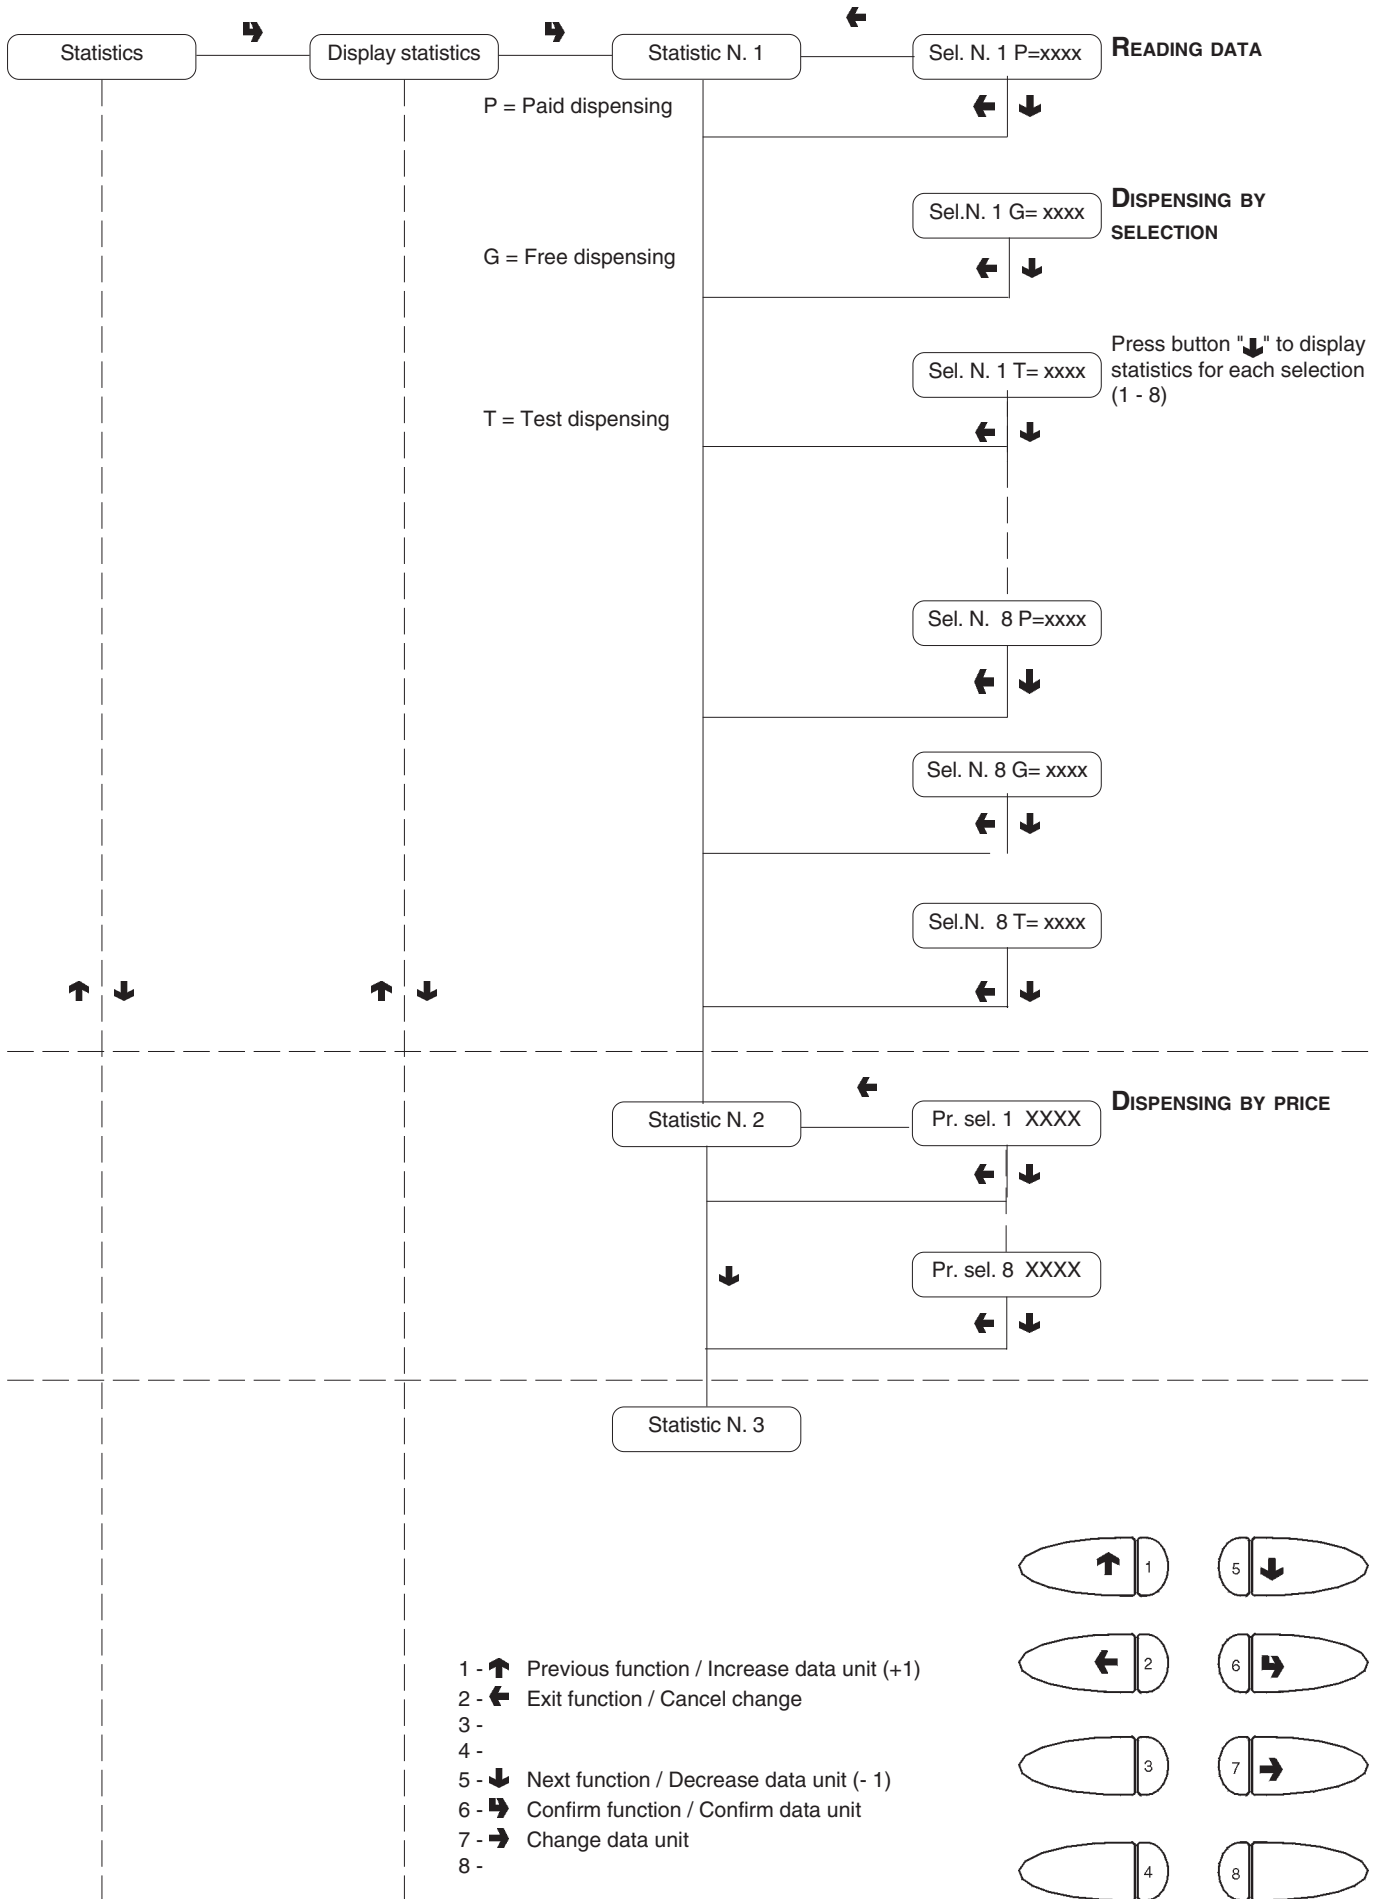 Statistics
Display statistics
Statistic N. 1
Sel. N. 1 P=xxxx
READING DATA
P = Paid dispensing
Sel.N. 1 G= xxxx
DISPENSING BY
SELECTION
G = Free dispensing
Sel. N. 1 T= xxxx
Press button "🡇" to display
statistics for each selection
(1 - 8)
T = Test dispensing
Sel. N. 8 P=xxxx
Sel. N. 8 G= xxxx
Sel.N. 8 T= xxxx
Statistic N. 2
Pr. sel. 1 XXXX
DISPENSING BY PRICE
Pr. sel. 8 XXXX
Statistic N. 3
1 - 🡅 Previous function / Increase data unit (+1)
2 - 🡄 Exit function / Cancel change
3 -
4 -
5 - 🡇 Next function / Decrease data unit (- 1)
6 - ↳ Confirm function / Confirm data unit
7 - 🡆 Change data unit
8 -
1
5
2
6
3
7
4
8